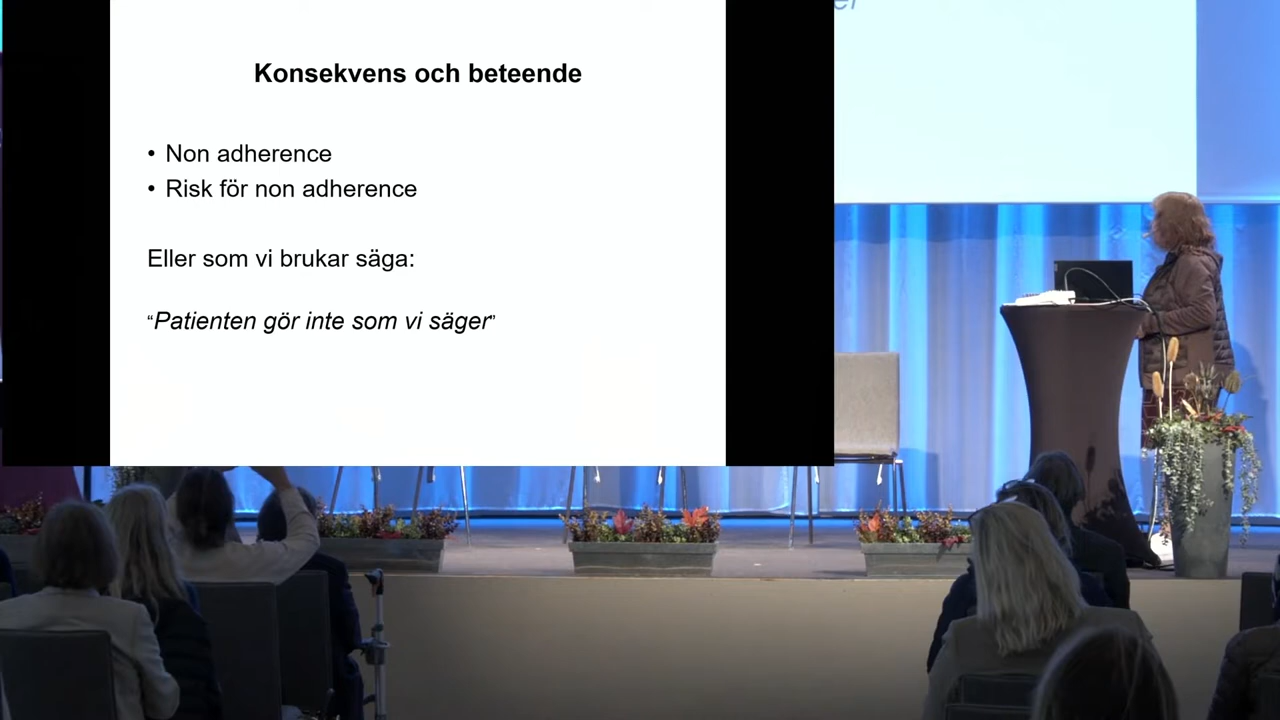 Konsekvens och beteende
• Non adherence
• Risk för non adherence
Eller som vi brukar säga:
“Patienten gör inte som vi säger”